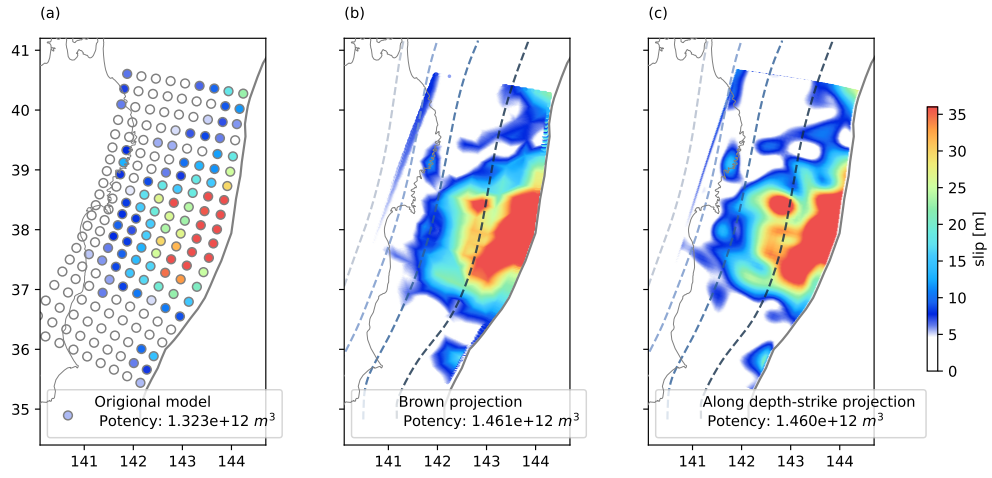 (a)
(b)
(c)
41
40
39
38
37
36
35
141
142
143
144
Origional model
Potency: 1.323e+12 m³
141
142
143
144
Brown projection
Potency: 1.461e+12 m³
141
142
143
144
Along depth-strike projection
Potency: 1.460e+12 m³
35
30
25
20
15
10
5
0
slip [m]